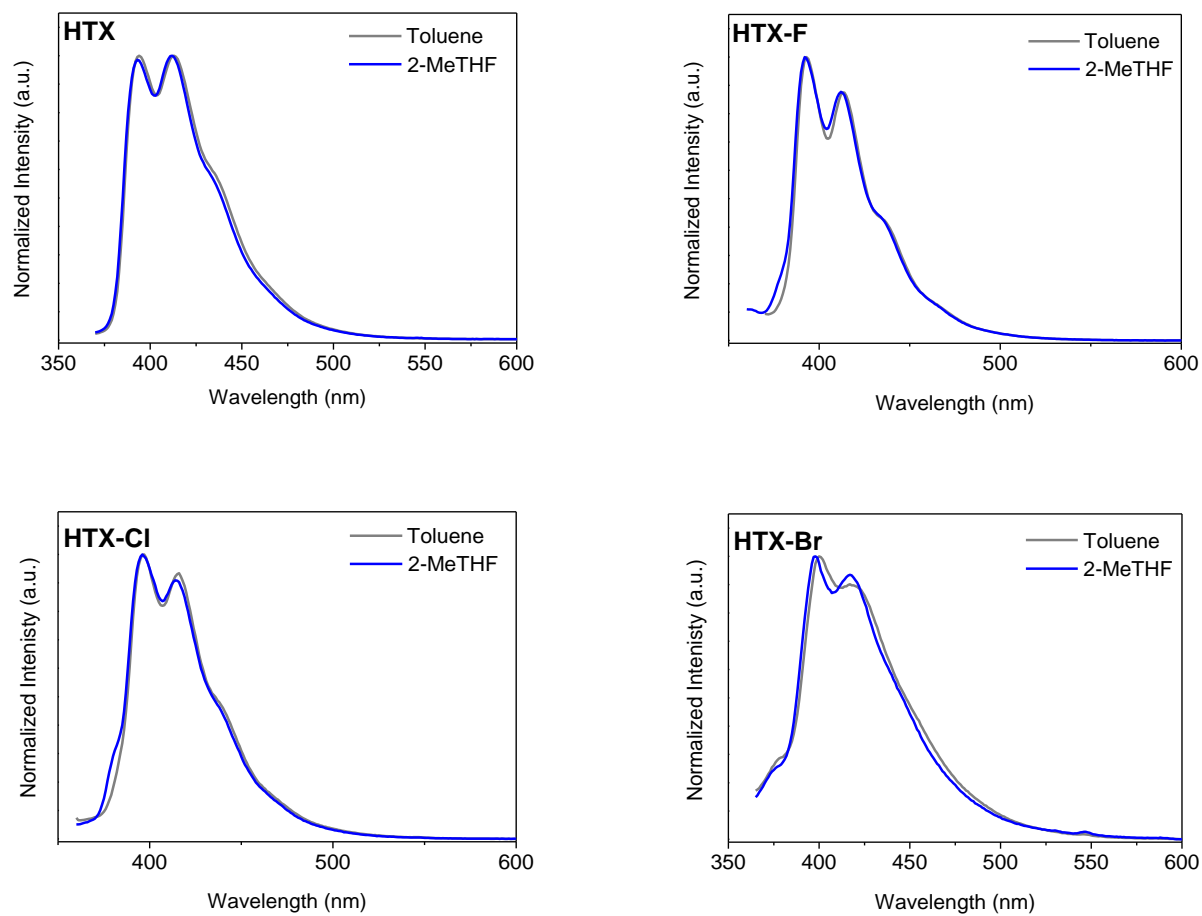 HTX
Toluene
2-MeTHF
Normalized Intensity (a.u.)
350 400 450 500 550 600
Wavelength (nm)
HTX-F
Toluene
2-MeTHF
Normalized Intensity (a.u.)
400 500 600
Wavelength (nm)
HTX-Cl
Toluene
2-MeTHF
Normalized Intenisty (a.u.)
400 500 600
Wavelength (nm)
HTX-Br
Toluene
2-MeTHF
Normalized Intenisty (a.u.)
350 400 450 500 550 600
Wavelength (nm)